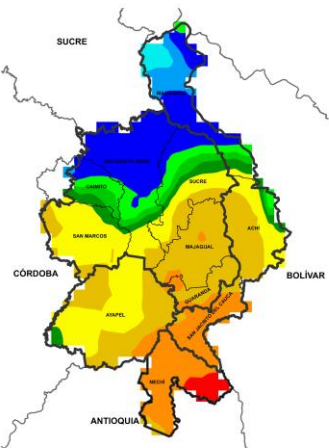 SUCRE
CAIMITO
SUCRE
SAN MARCOS
ACHI
MAJAGUAL
CÓRDOBA
BOLÍVAR
GUARANDA
SAN JACINTO DEL CAUCA
AYAPEL
NECHÍ
ANTIOQUIA